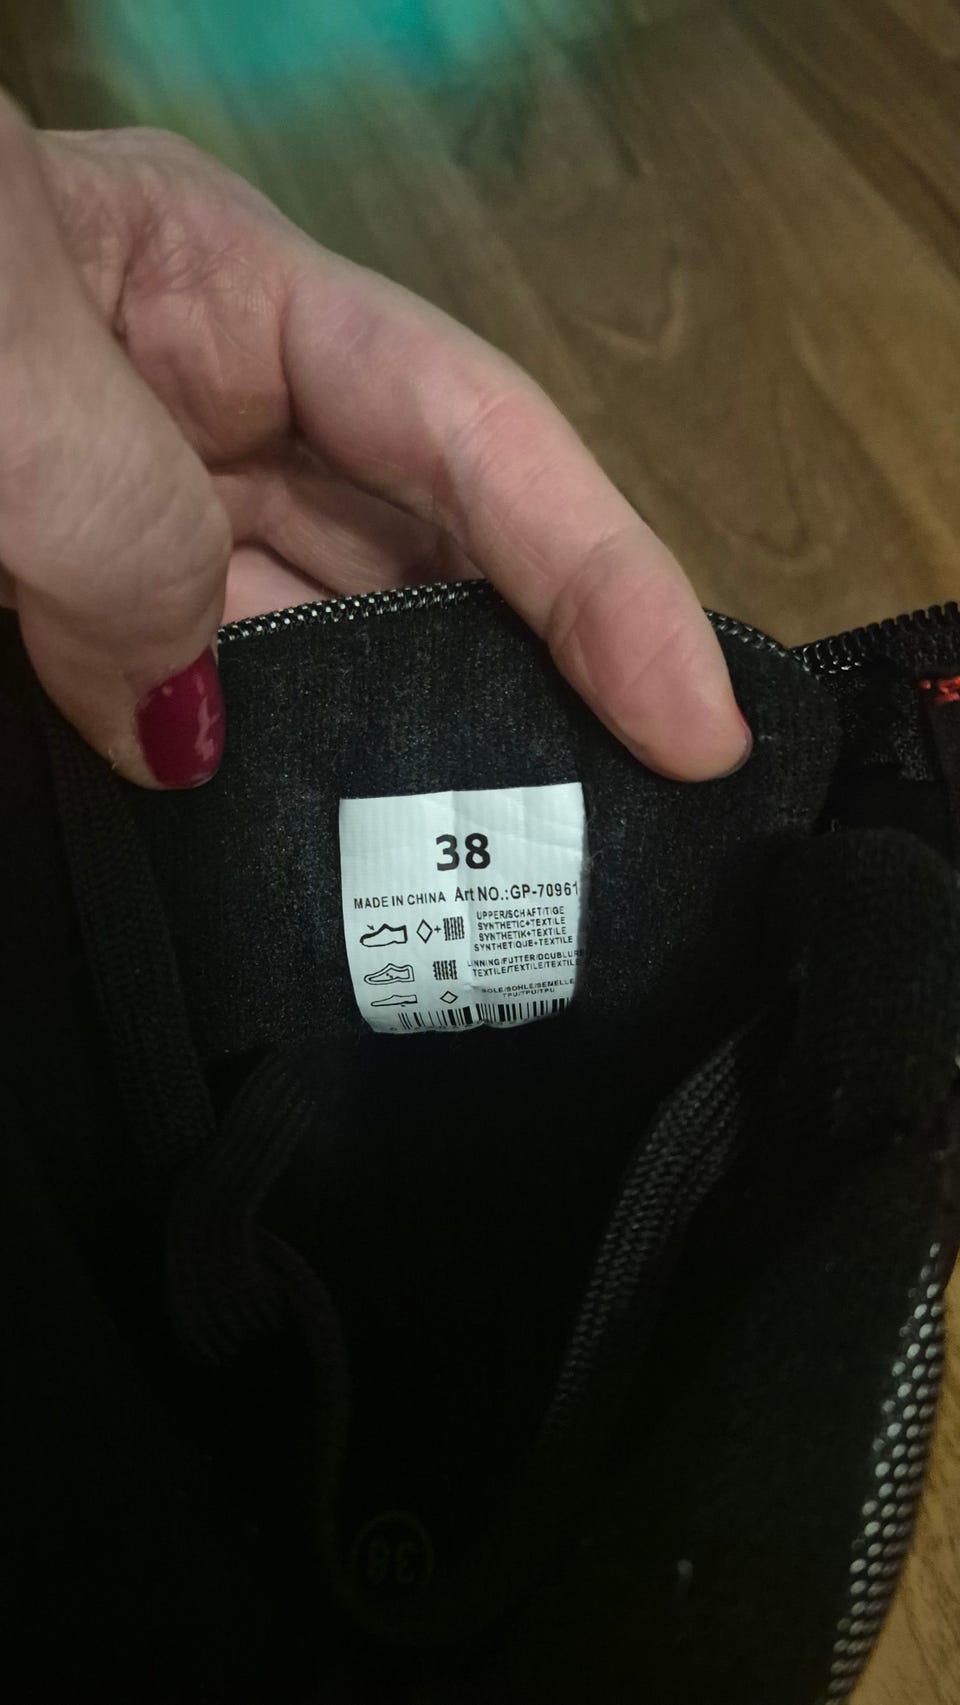 38
MADE IN CHINA Art NO.:GP-70961
UPPER/SCHAFT/TIGE
SYNTHETIC+TEXTILE
SYNTHETIK+TEXTILE
SYNTHETIQUE+TEXTILE
LINNING/FUTTER/DOUBLURE
TEXTILE/TEXTILE/TEXTILE
SOLE/SOHLE/SEMELLE
TPU/TPU/TPU
38